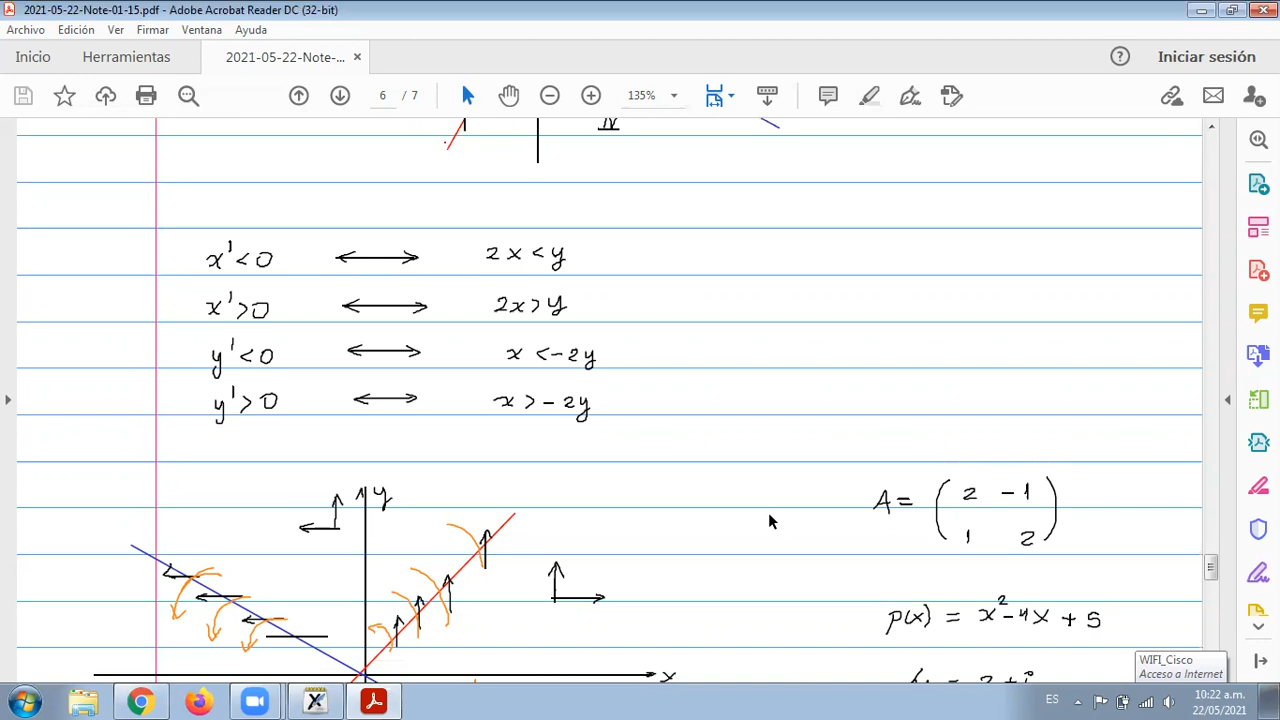 2021-05-22-Note-01-15.pdf - Adobe Acrobat Reader DC (32-bit)
Archivo Edición Ver Firmar Ventana Ayuda
Inicio Herramientas 2021-05-22-Note-... × Iniciar sesión
6 / 7 135%
IV
x' < 0 ⟷ 2x < y
x' > 0 ⟷ 2x > y
y' < 0 ⟷ x < -2y
y' > 0 ⟷ x > -2y
y
A = ( 2 -1
1 2 )
p(x) = x² - 4x + 5
x
WIFI_Cisco
Acceso a Internet
ES 10:22 a.m.
22/05/2021